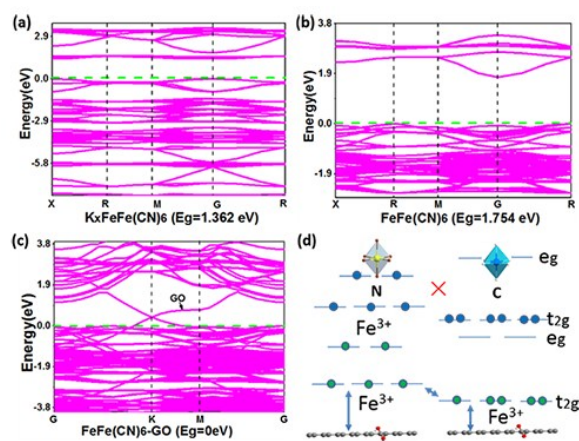 (a)
Energy(eV)
2.9
0.0
-2.9
-5.8
X R M G R
KxFeFe(CN)6 (Eg=1.362 eV)
(b)
Energy(eV)
3.8
1.9
0.0
-1.9
X R M G R
FeFe(CN)6 (Eg=1.754 eV)
(c)
Energy(eV)
3.8
1.9
0.0
-1.9
-3.8
GO
G K M G
FeFe(CN)6-GO (Eg=0eV)
(d)
eg
N C
t2g
Fe3+
eg
t2g
Fe3+ Fe3+